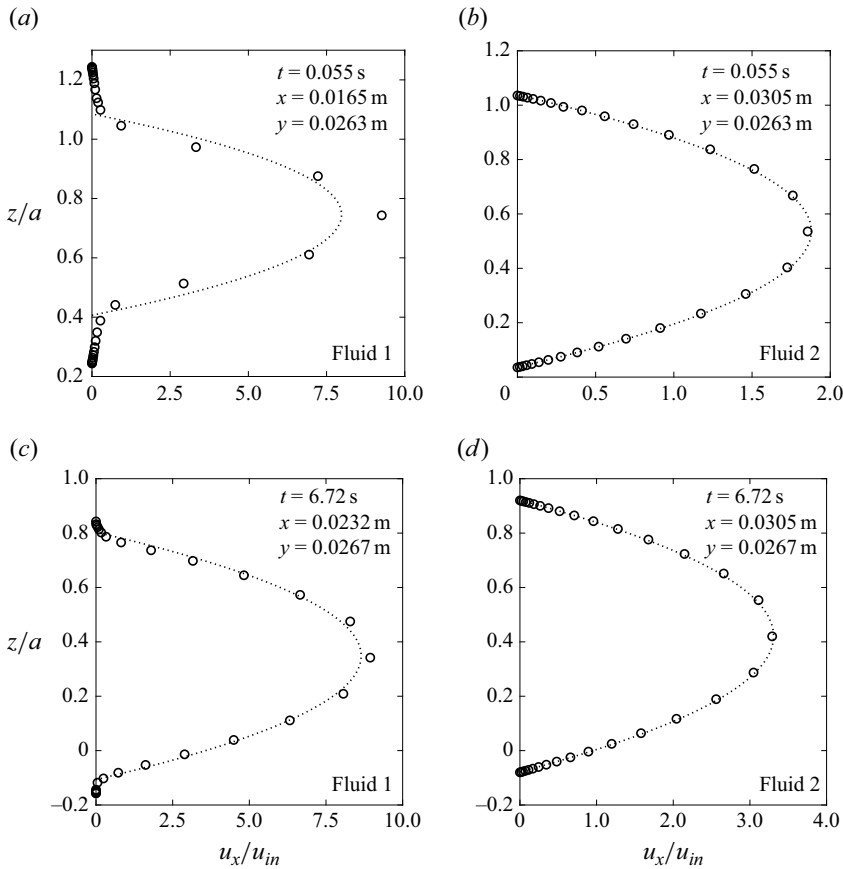 (a)
1.2
1.0
0.8
z/a
0.6
0.4
0.2
0
2.5
5.0
7.5
10.0
t = 0.055 s
x = 0.0165 m
y = 0.0263 m
Fluid 1
(b)
1.2
1.0
0.8
0.6
0.4
0.2
0
0.5
1.0
1.5
2.0
t = 0.055 s
x = 0.0305 m
y = 0.0263 m
Fluid 2
(c)
1.0
0.8
0.6
z/a
0.4
0.2
0
−0.2
0
2.5
5.0
7.5
10.0
t = 6.72 s
x = 0.0232 m
y = 0.0267 m
Fluid 1
u_x/u_in
(d)
1.0
0.8
0.6
0.4
0.2
0
−0.2
0
1.0
2.0
3.0
4.0
t = 6.72 s
x = 0.0305 m
y = 0.0267 m
Fluid 2
u_x/u_in